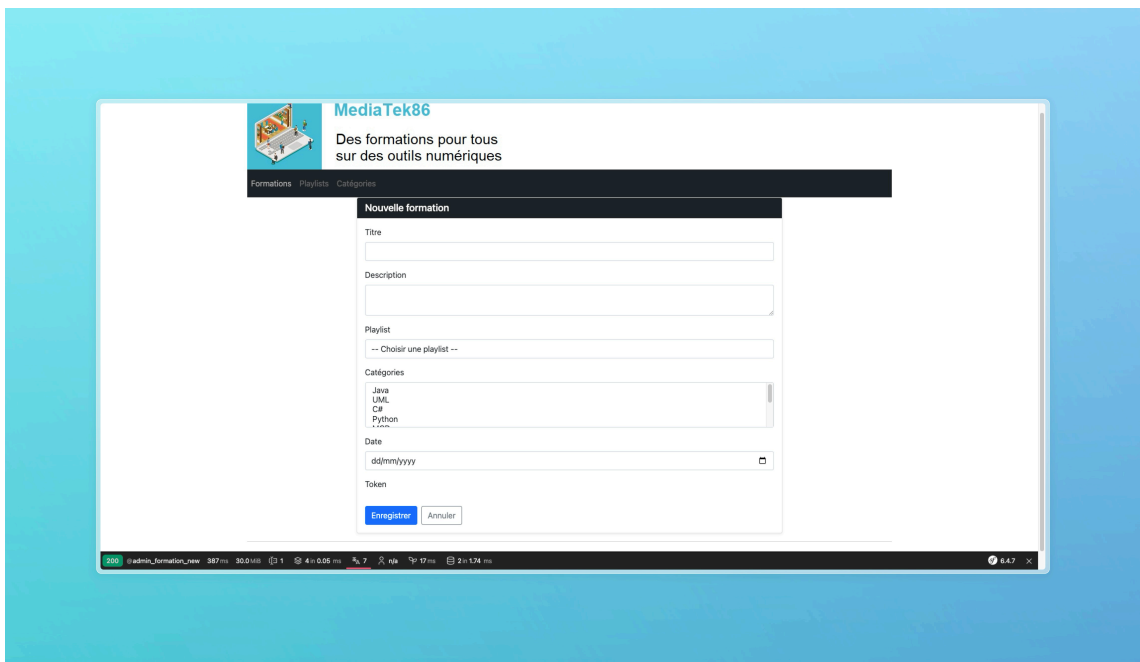 MediaTek86
Des formations pour tous
sur des outils numériques
Formations Playlists Catégories
Nouvelle formation
Titre
Description
Playlist
-- Choisir une playlist --
Catégories
Java
UML
C#
Python
Date
dd/mm/yyyy
Token
Enregistrer Annuler
200 @admin_formation_new 387 ms 30.0 MiB 1 4 in 0.05 ms 7 n/a 17 ms 2 in 1.74 ms 6.4.7 ×